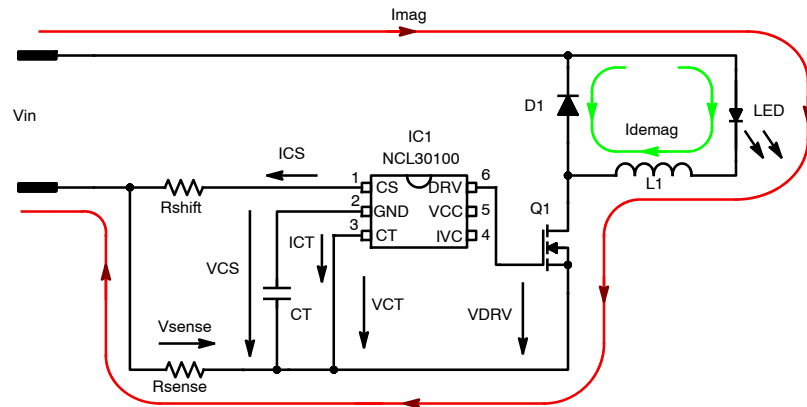 Imag
Vin
D1
LED
Idemag
IC1
NCL30100
ICS
1
CS
DRV
6
L1
Rshift
2
GND
VCC
5
Q1
3
CT
IVC
4
ICT
VCS
CT
VCT
VDRV
Vsense
Rsense